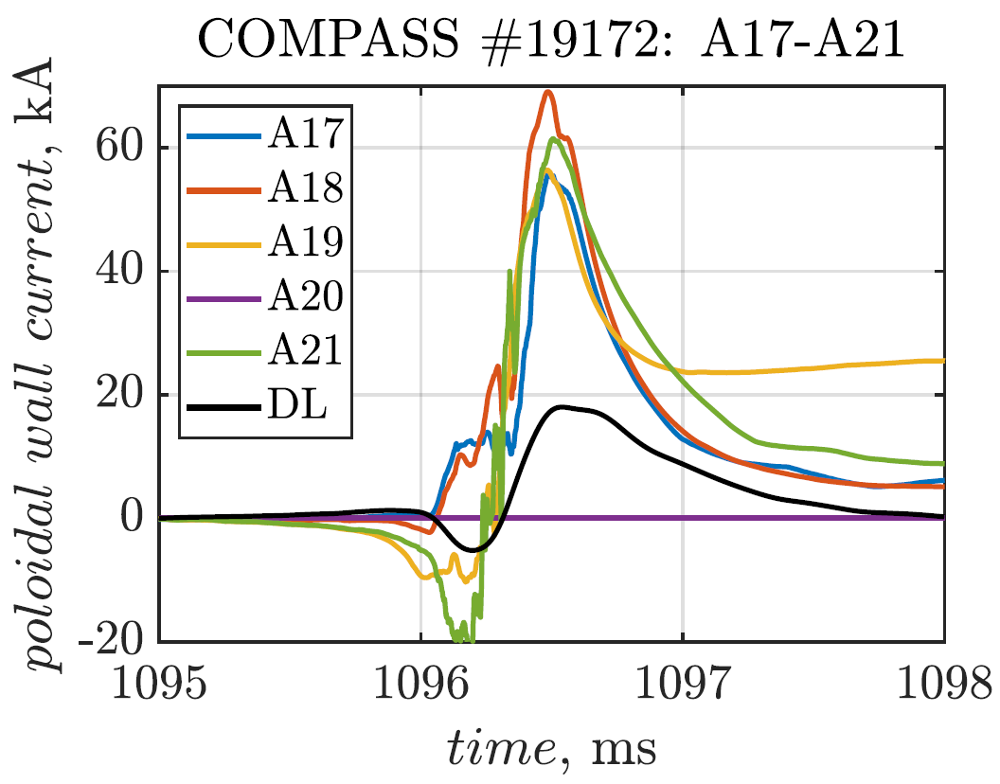 COMPASS #19172: A17-A21
poloidal wall current, kA
60
40
20
0
-20
A17
A18
A19
A20
A21
DL
1095 1096 1097 1098
time, ms